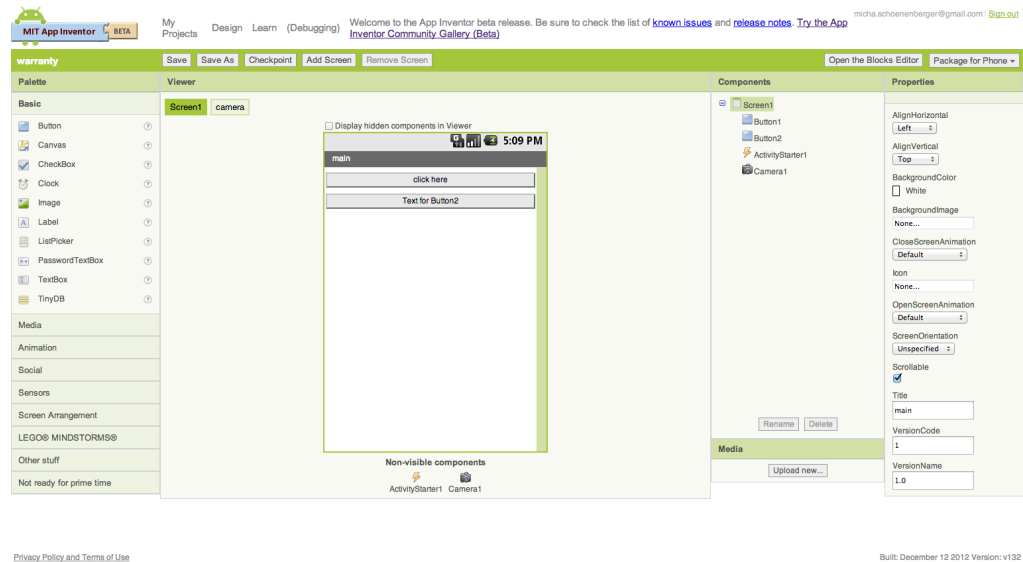 micha.schoenenberger@gmail.com | Sign out
MIT App Inventor BETA
My Projects Design Learn (Debugging)
Welcome to the App Inventor beta release. Be sure to check the list of known issues and release notes. Try the App
Inventor Community Gallery (Beta)
warranty
Save Save As Checkpoint Add Screen Remove Screen Open the Blocks Editor Package for Phone
Palette
Basic
Button
Canvas
CheckBox
Clock
Image
Label
ListPicker
PasswordTextBox
TextBox
TinyDB
Media
Animation
Social
Sensors
Screen Arrangement
LEGO® MINDSTORMS®
Other stuff
Not ready for prime time
Viewer
Screen1 camera
Display hidden components in Viewer
5:09 PM
main
click here
Text for Button2
Non-visible components
ActivityStarter1 Camera1
Components
Screen1
Button1
Button2
ActivityStarter1
Camera1
Rename Delete
Media
Upload new...
Properties
AlignHorizontal
Left
AlignVertical
Top
BackgroundColor
White
BackgroundImage
None...
CloseScreenAnimation
Default
Icon
None...
OpenScreenAnimation
Default
ScreenOrientation
Unspecified
Scrollable
Title
main
VersionCode
1
VersionName
1.0
Privacy Policy and Terms of Use
Built: December 12 2012 Version: v132